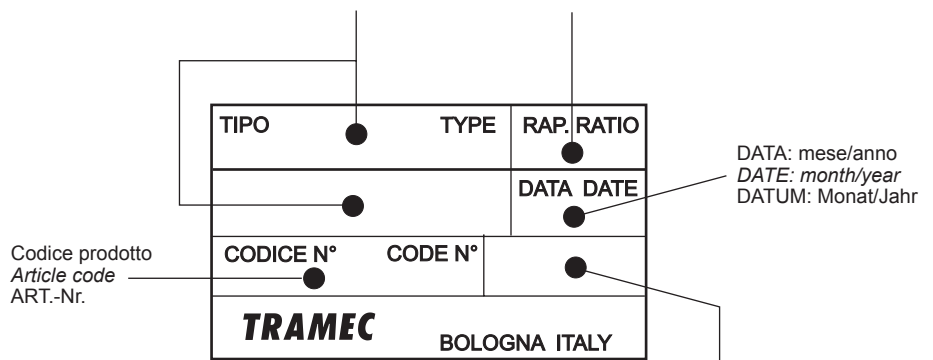 TIPO TYPE RAP. RATIO
DATA: mese/anno
DATE: month/year
DATUM: Monat/Jahr
DATA DATE
Codice prodotto
Article code
ART.-Nr.
CODICE N° CODE N°
TRAMEC
BOLOGNA ITALY